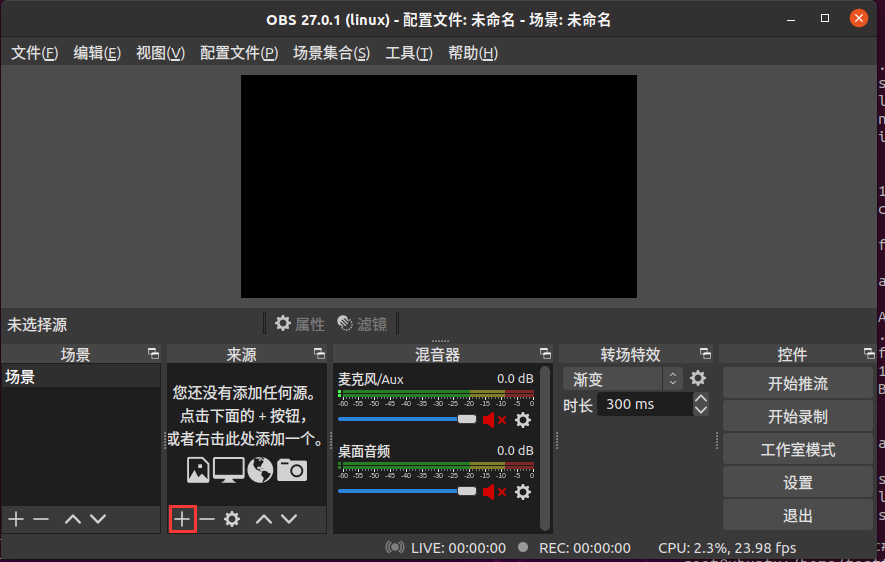 OBS 27.0.1 (linux) - 配置文件: 未命名 - 场景: 未命名
文件(F) 编辑(E) 视图(V) 配置文件(P) 场景集合(S) 工具(T) 帮助(H)
未选择源 属性 滤镜
场景 来源 混音器 转场特效 控件
场景
您还没有添加任何源。
点击下面的 + 按钮，
或者右击此处添加一个。
麦克风/Aux 0.0 dB
-60 -55 -50 -45 -40 -35 -30 -25 -20 -15 -10 -5 0
桌面音频 0.0 dB
-60 -55 -50 -45 -40 -35 -30 -25 -20 -15 -10 -5 0
渐变
时长 300 ms
开始推流
开始录制
工作室模式
设置
退出
LIVE: 00:00:00 REC: 00:00:00 CPU: 2.3%, 23.98 fps